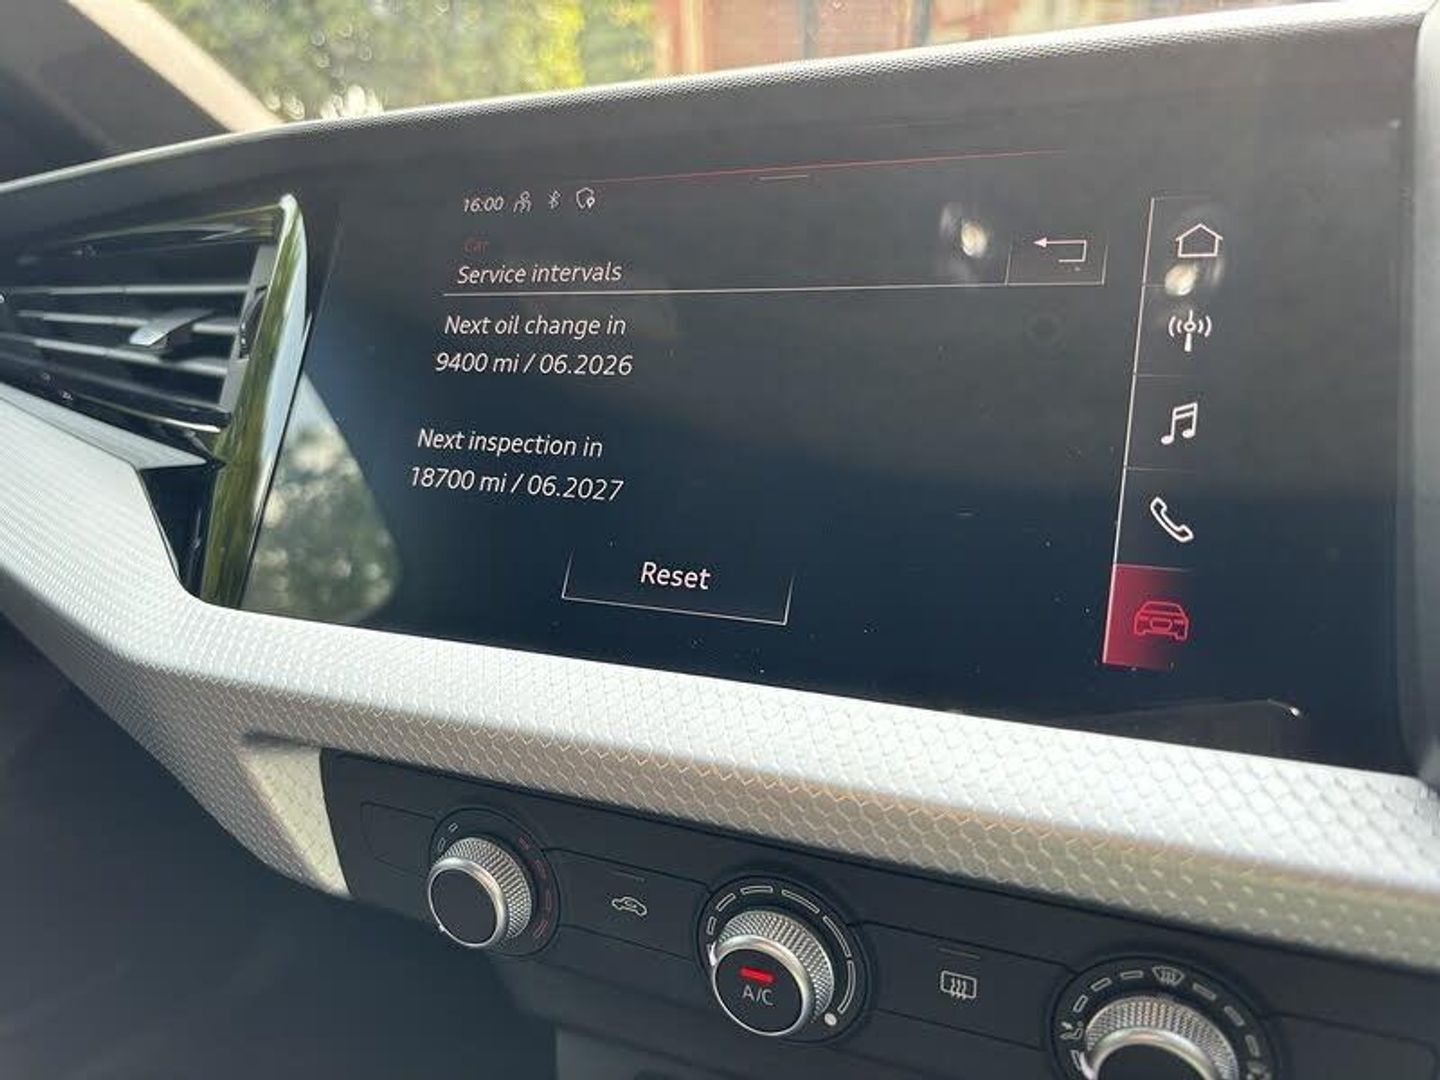 16:00
Car
Service intervals
Next oil change in
9400 mi / 06.2026
Next inspection in
18700 mi / 06.2027
Reset
A/C